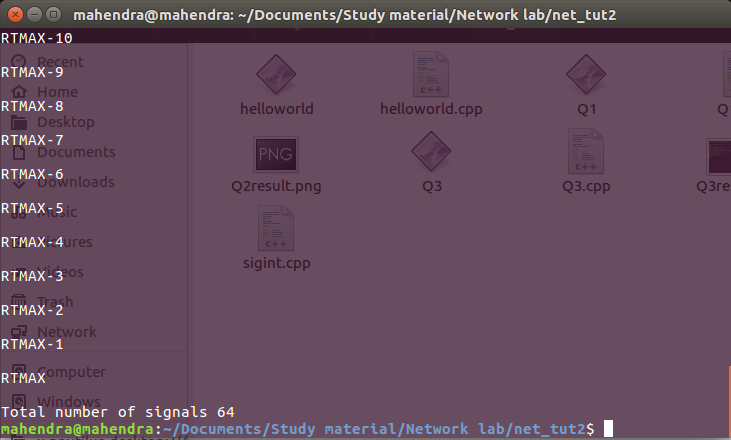 mahendra@mahendra: ~/Documents/Study material/Network lab/net_tut2
RTMAX-10
RTMAX-9
RTMAX-8
RTMAX-7
RTMAX-6
RTMAX-5
RTMAX-4
RTMAX-3
RTMAX-2
RTMAX-1
RTMAX
Total number of signals 64
mahendra@mahendra:~/Documents/Study material/Network lab/net_tut2$
Recent
Home
Desktop
Documents
Downloads
Music
Videos
Trash
Network
Computer
Windows
helloworld
helloworld.cpp
Q1
Q
PNG
Q2result.png
Q3
Q3.cpp
Q3re
sigint.cpp